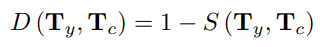 D (T_y, T_c) = 1 − S (T_y, T_c)